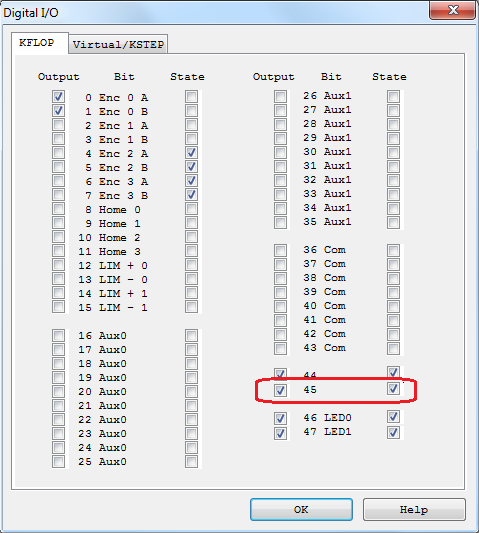 Digital I/O
KFLOP Virtual/KSTEP
Output Bit State
0 Enc 0 A
1 Enc 0 B
2 Enc 1 A
3 Enc 1 B
4 Enc 2 A
5 Enc 2 B
6 Enc 3 A
7 Enc 3 B
8 Home 0
9 Home 1
10 Home 2
11 Home 3
12 LIM + 0
13 LIM - 0
14 LIM + 1
15 LIM - 1
16 Aux0
17 Aux0
18 Aux0
19 Aux0
20 Aux0
21 Aux0
22 Aux0
23 Aux0
24 Aux0
25 Aux0
Output Bit State
26 Aux1
27 Aux1
28 Aux1
29 Aux1
30 Aux1
31 Aux1
32 Aux1
33 Aux1
34 Aux1
35 Aux1
36 Com
37 Com
38 Com
39 Com
40 Com
41 Com
42 Com
43 Com
44
45
46 LED0
47 LED1
OK Help